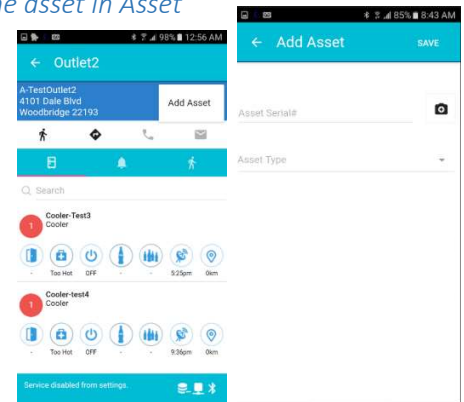 ne asset in Asset
98% 12:56 AM
Outlet2
A-TestOutlet2
4101 Dale Blvd
Woodbridge 22193
Add Asset
Search
1
Cooler-Test3
Cooler
-
Too Hot
OFF
-
-
5:25pm
0km
1
Cooler-test4
Cooler
-
Too Hot
OFF
-
-
9:36pm
0km
Service disabled from settings.
85% 8:43 AM
Add Asset
SAVE
Asset Serial#
Asset Type